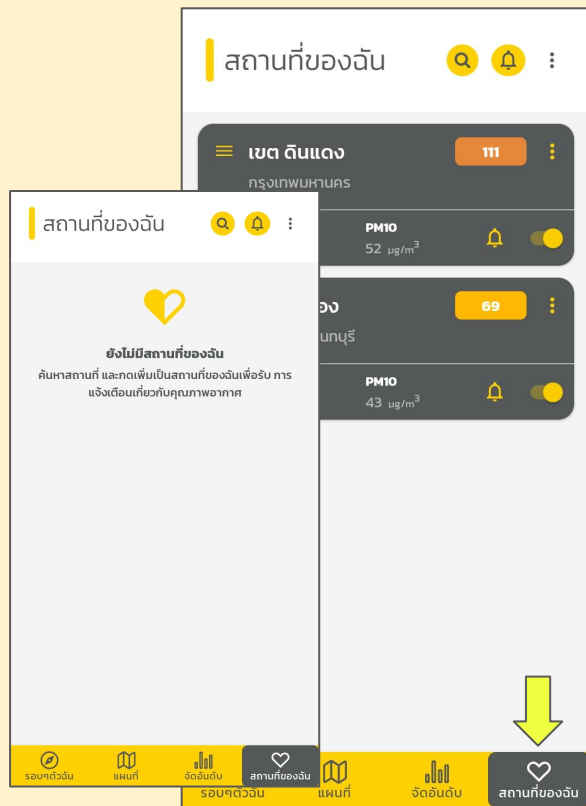 สถานที่ของฉัน
เขต ดินแดง
111
กรุงเทพมหานคร
PM10
52 µg/m³
69
PM10
43 µg/m³
รอบๆตัวฉัน
แผนที่
จัดอันดับ
สถานที่ของฉัน
สถานที่ของฉัน
ยังไม่มีสถานที่ของฉัน
ค้นหาสถานที่ และกดเพิ่มเป็นสถานที่ของฉันเพื่อรับ การ
แจ้งเตือนเกี่ยวกับคุณภาพอากาศ
รอบๆตัวฉัน
แผนที่
จัดอันดับ
สถานที่ของฉัน